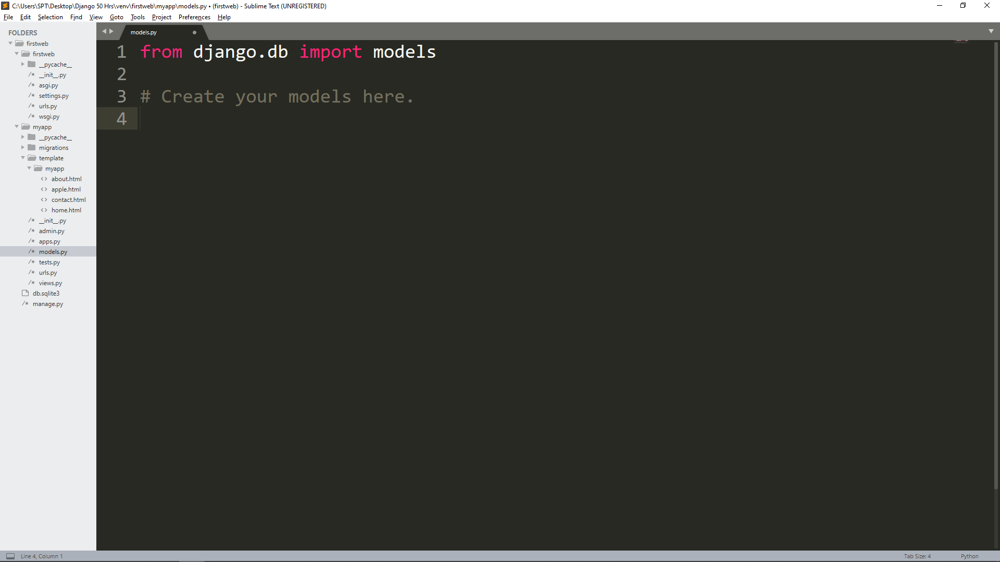 C:\Users\SPT\Desktop\Django 50 Hrs\venv\firstweb\myapp\models.py • (firstweb) - Sublime Text (UNREGISTERED)
File Edit Selection Find View Goto Tools Project Preferences Help
FOLDERS
firstweb
firstweb
__pycache__
/* __init__.py
/* asgi.py
/* settings.py
/* urls.py
/* wsgi.py
myapp
__pycache__
migrations
template
myapp
<> about.html
<> apple.html
<> contact.html
<> home.html
/* __init__.py
/* admin.py
/* apps.py
/* models.py
/* tests.py
/* urls.py
/* views.py
db.sqlite3
/* manage.py
models.py
1 from django.db import models
2
3 # Create your models here.
4
Line 4, Column 1
Tab Size: 4
Python